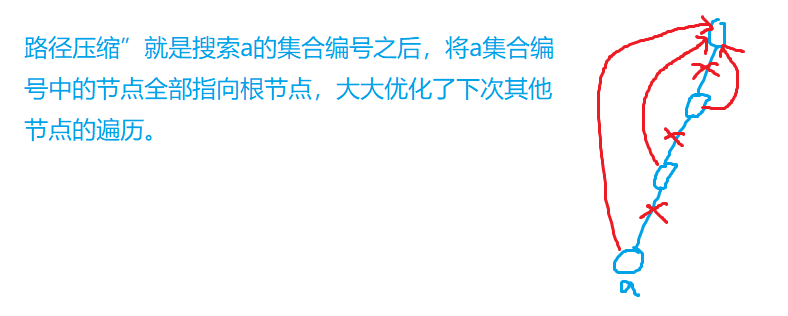 路径压缩”就是搜索a的集合编号之后，将a集合编
号中的节点全部指向根节点，大大优化了下次其他
节点的遍历。
a